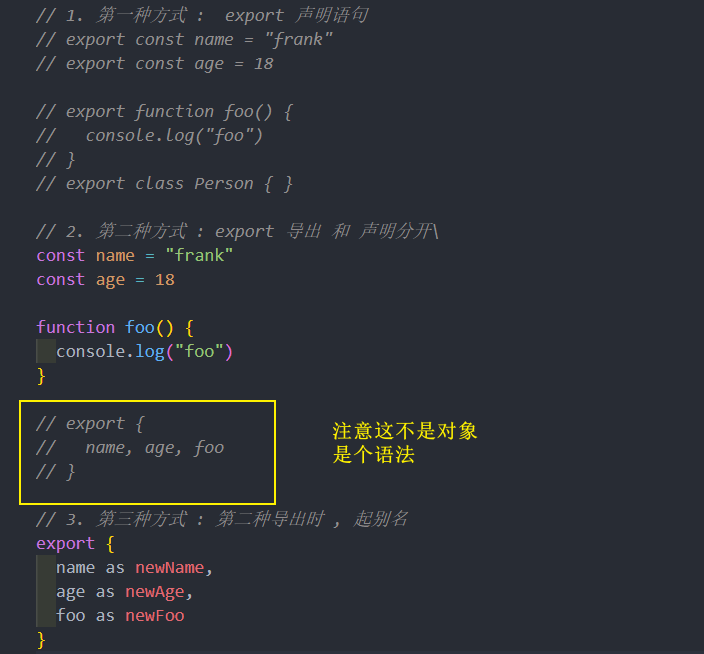 // 1. 第一种方式 :  export 声明语句
// export const name = "frank"
// export const age = 18
// export function foo() {
//   console.log("foo")
// }
// export class Person { }
// 2. 第二种方式 : export 导出 和 声明分开\
const name = "frank"
const age = 18
function foo() {
  console.log("foo")
}
// export {
//   name, age, foo
// }
注意这不是对象
是个语法
// 3. 第三种方式 : 第二种导出时 , 起别名
export {
  name as newName,
  age as newAge,
  foo as newFoo
}